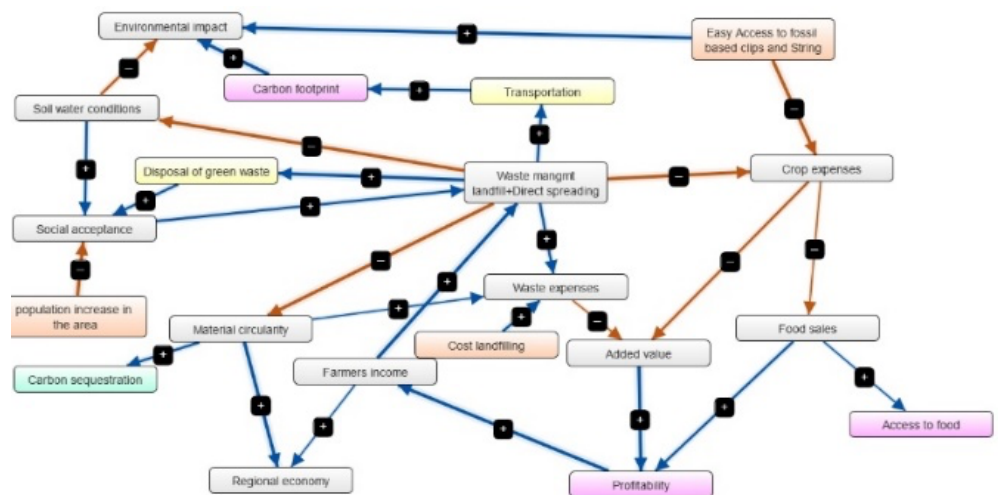 Environmental impact
+
Easy Access to fossil
based clips and String
−
+
Carbon footprint
+
Transportation
−
Soil water conditions
+
−
Crop expenses
Disposal of green waste
+
Waste mangmt
landfill+Direct spreading
−
+
+
+
Social acceptance
+
−
−
−
−
+
Waste expenses
population increase in
the area
Material circularity
+
+
−
Food sales
Cost landfilling
Added value
+
Carbon sequestration
Farmers income
+
+
+
+
+
+
Access to food
Regional economy
Profitability